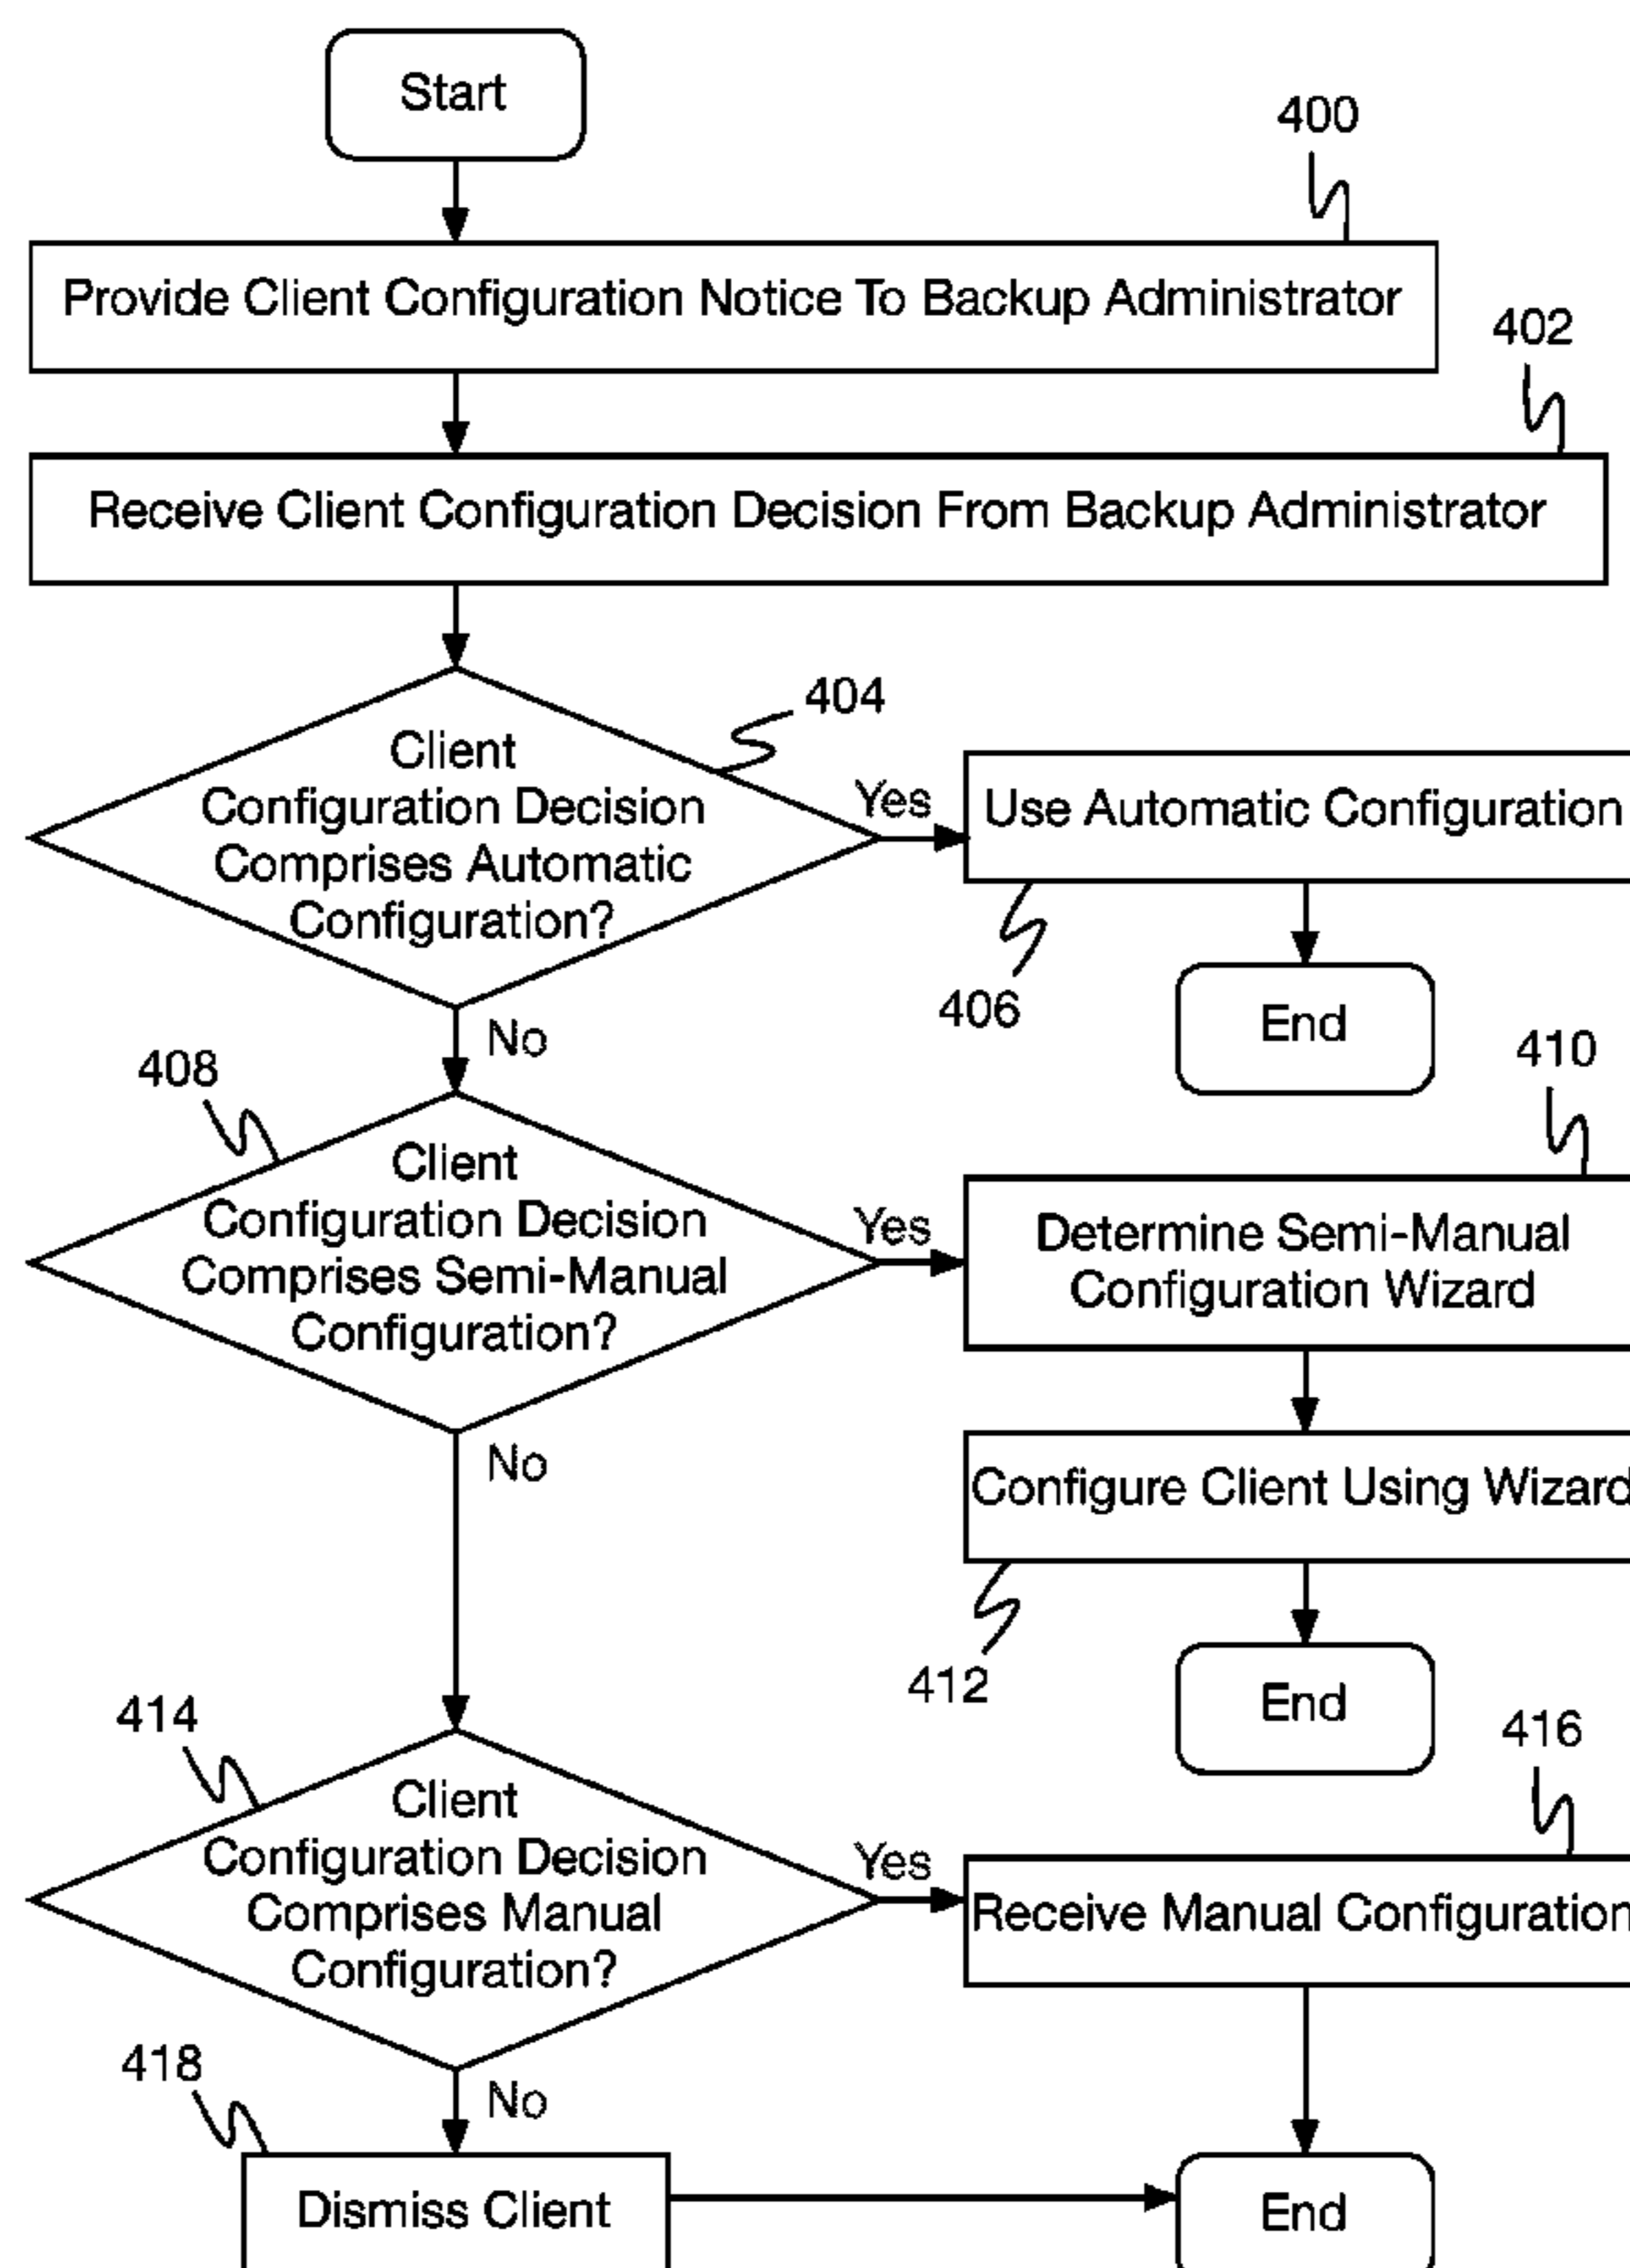 Start
400
Provide Client Configuration Notice To Backup Administrator
402
Receive Client Configuration Decision From Backup Administrator
404
Client
Configuration Decision
Comprises Automatic
Configuration?
Yes
Use Automatic Configuration
406
End
No
408
410
Client
Configuration Decision
Comprises Semi-Manual
Configuration?
Yes
Determine Semi-Manual
Configuration Wizard
No
Configure Client Using Wizard
412
End
414
416
Client
Configuration Decision
Comprises Manual
Configuration?
Yes
Receive Manual Configuration
418
No
Dismiss Client
End